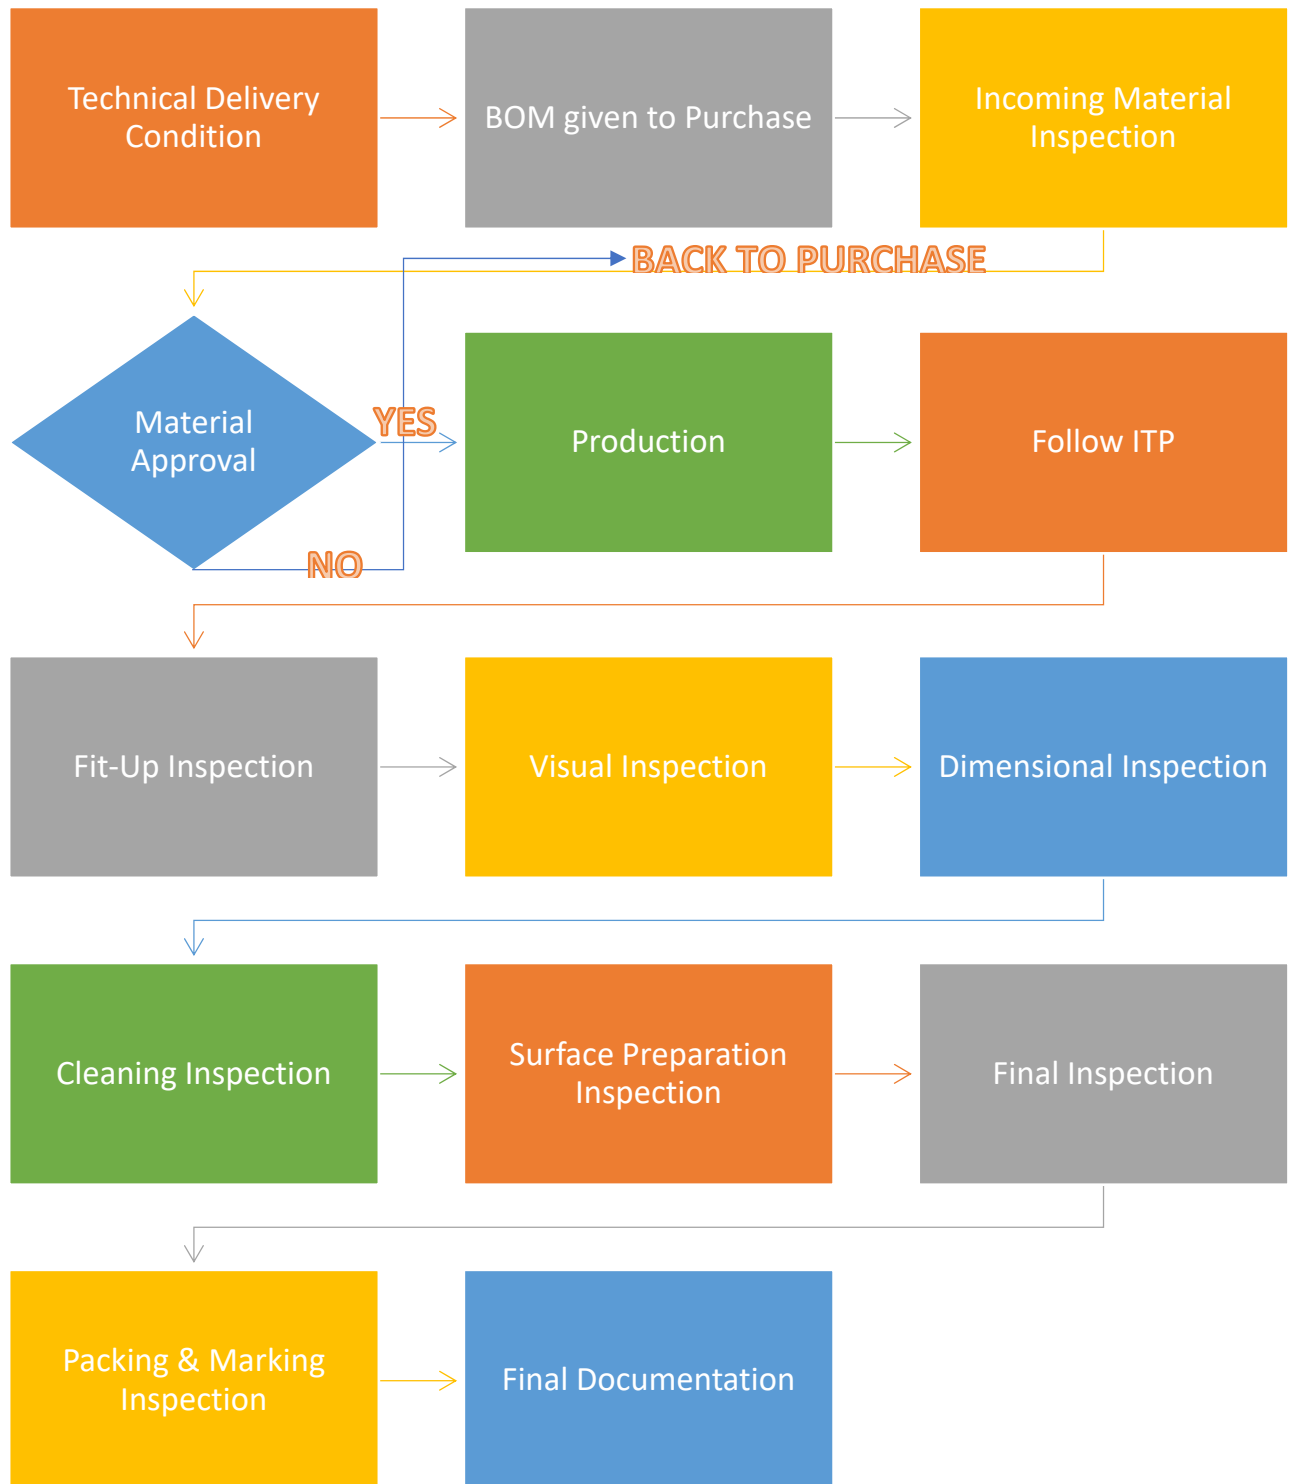 Technical Delivery
Condition
BOM given to Purchase
Incoming Material
Inspection
BACK TO PURCHASE
Material
Approval
YES
NO
Production
Follow ITP
Fit-Up Inspection
Visual Inspection
Dimensional Inspection
Cleaning Inspection
Surface Preparation
Inspection
Final Inspection
Packing & Marking
Inspection
Final Documentation